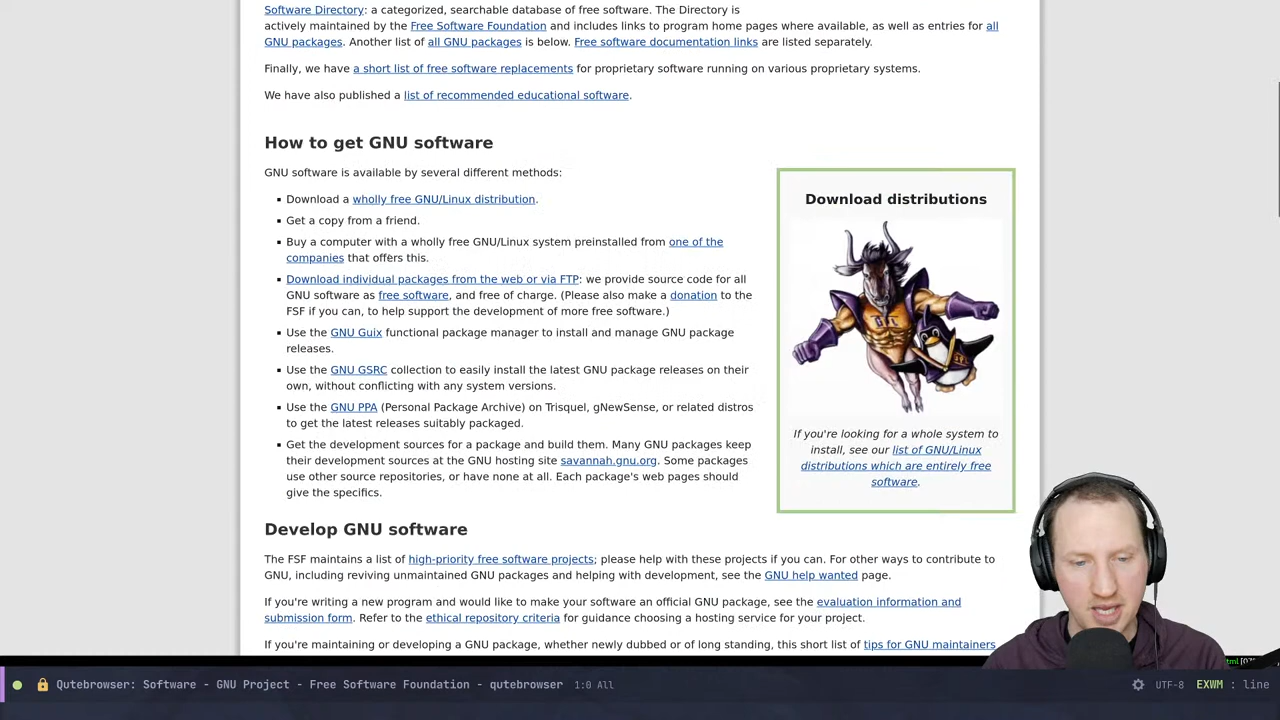 Software Directory: a categorized, searchable database of free software. The Directory is
actively maintained by the Free Software Foundation and includes links to program home pages where available, as well as entries for all
GNU packages. Another list of all GNU packages is below. Free software documentation links are listed separately.
Finally, we have a short list of free software replacements for proprietary software running on various proprietary systems.
We have also published a list of recommended educational software.
How to get GNU software
GNU software is available by several different methods:
Download a wholly free GNU/Linux distribution.
Get a copy from a friend.
Buy a computer with a wholly free GNU/Linux system preinstalled from one of the
companies that offers this.
Download individual packages from the web or via FTP: we provide source code for all
GNU software as free software, and free of charge. (Please also make a donation to the
FSF if you can, to help support the development of more free software.)
Use the GNU Guix functional package manager to install and manage GNU package
releases.
Use the GNU GSRC collection to easily install the latest GNU package releases on their
own, without conflicting with any system versions.
Use the GNU PPA (Personal Package Archive) on Trisquel, gNewSense, or related distros
to get the latest releases suitably packaged.
Get the development sources for a package and build them. Many GNU packages keep
their development sources at the GNU hosting site savannah.gnu.org. Some packages
use other source repositories, or have none at all. Each package's web pages should
give the specifics.
Download distributions
If you're looking for a whole system to
install, see our list of GNU/Linux
distributions which are entirely free
software.
Develop GNU software
The FSF maintains a list of high-priority free software projects; please help with these projects if you can. For other ways to contribute to
GNU, including reviving unmaintained GNU packages and helping with development, see the GNU help wanted page.
If you're writing a new program and would like to make your software an official GNU package, see the evaluation information and
submission form. Refer to the ethical repository criteria for guidance choosing a hosting service for your project.
If you're maintaining or developing a GNU package, whether newly dubbed or of long standing, this short list of tips for GNU maintainers
Qutebrowser: Software - GNU Project - Free Software Foundation - qutebrowser 1:0 All
UTF-8 EXWM : line